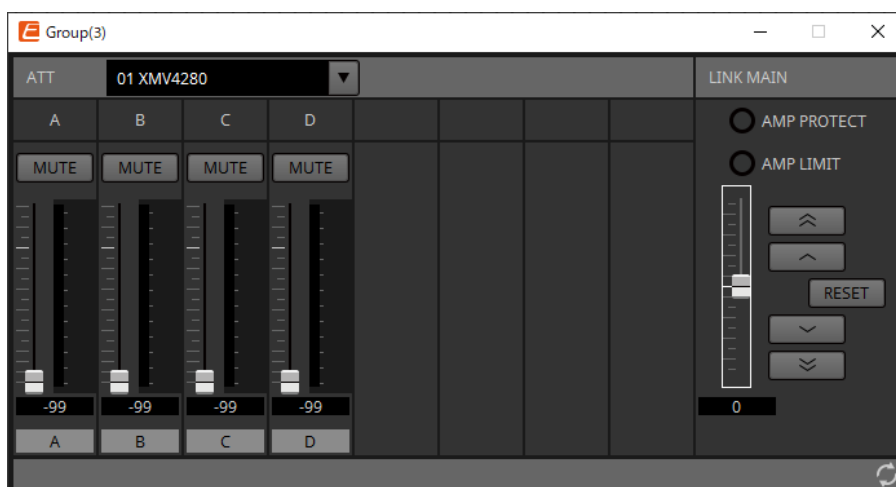 E Group(3)
ATT 01 XMV4280 LINK MAIN
A B C D AMP PROTECT
MUTE MUTE MUTE MUTE AMP LIMIT
RESET
-99 -99 -99 -99 0
A B C D